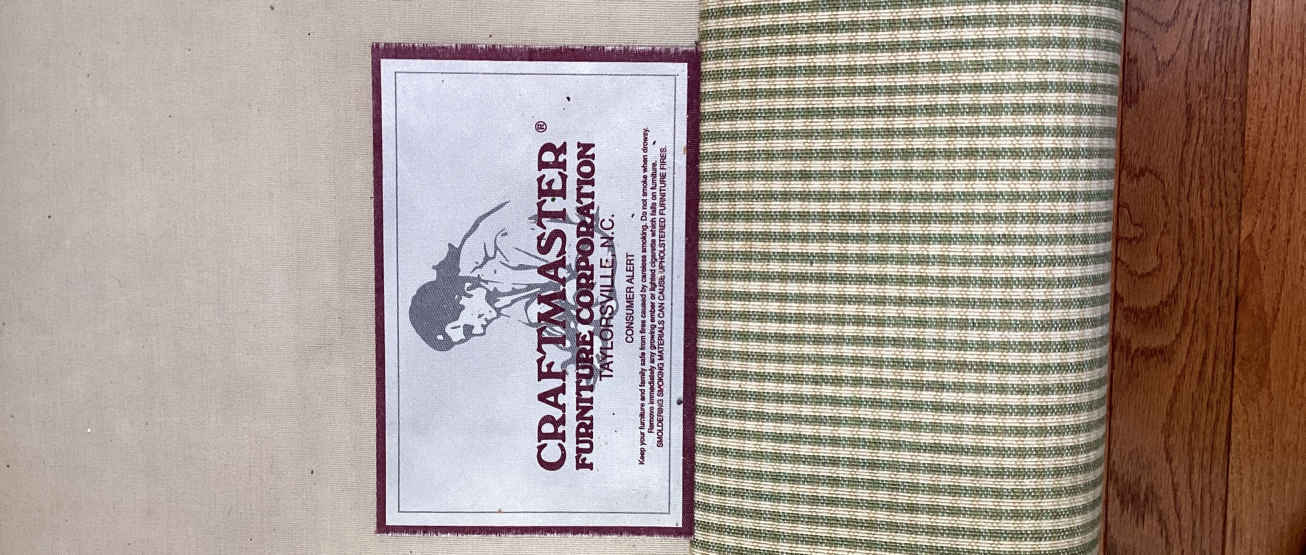 CRAFTMASTER®
FURNITURE CORPORATION
TAYLORSVILLE, N.C.
CONSUMER ALERT
Keep your furniture and family safe from fires caused by careless smoking. Do not smoke when drowsy.
Remove immediately any glowing ember or lighted cigarette which falls on furniture.
SMOLDERING SMOKING MATERIALS CAN CAUSE UPHOLSTERED FURNITURE FIRES.